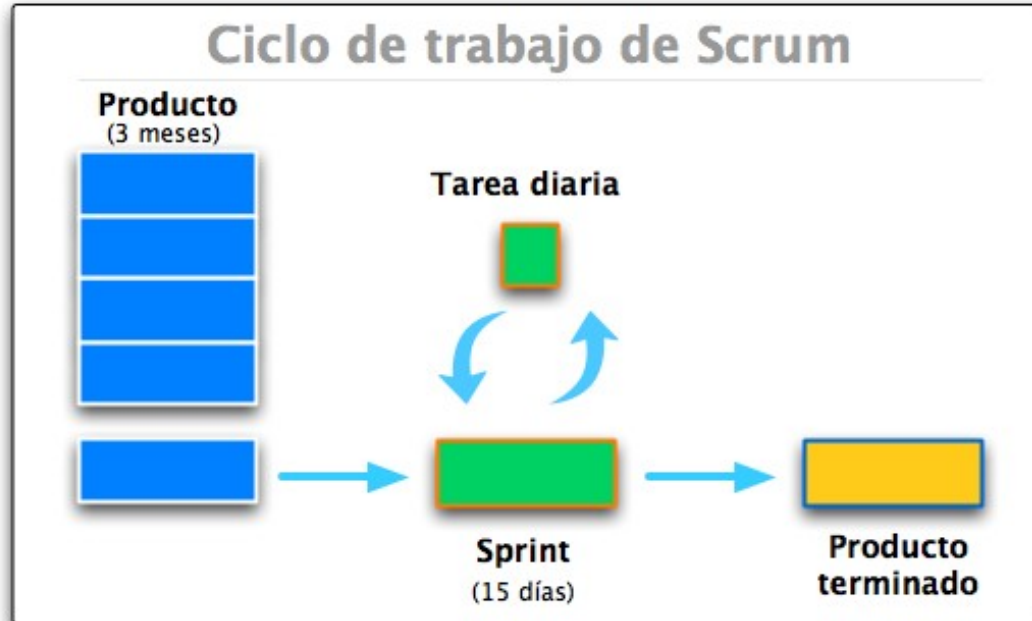 Ciclo de trabajo de Scrum
Producto
(3 meses)
Tarea diaria
Sprint
(15 días)
Producto
terminado